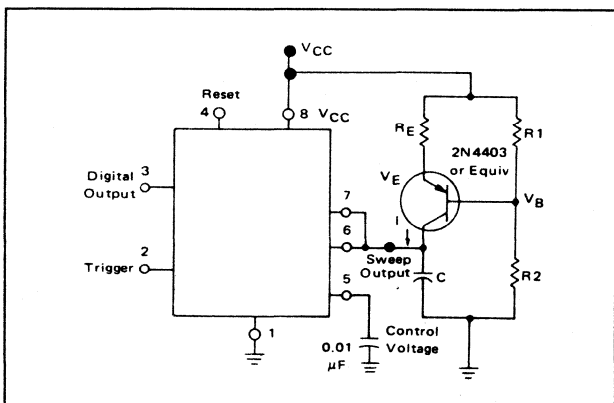 VCC
Reset
4
8 VCC
RE
R1
2N4403
or Equiv
Digital
Output
3
VE
VB
7
I
6
Sweep
Output
Trigger
2
5
C
R2
1
Control
Voltage
0.01
µF